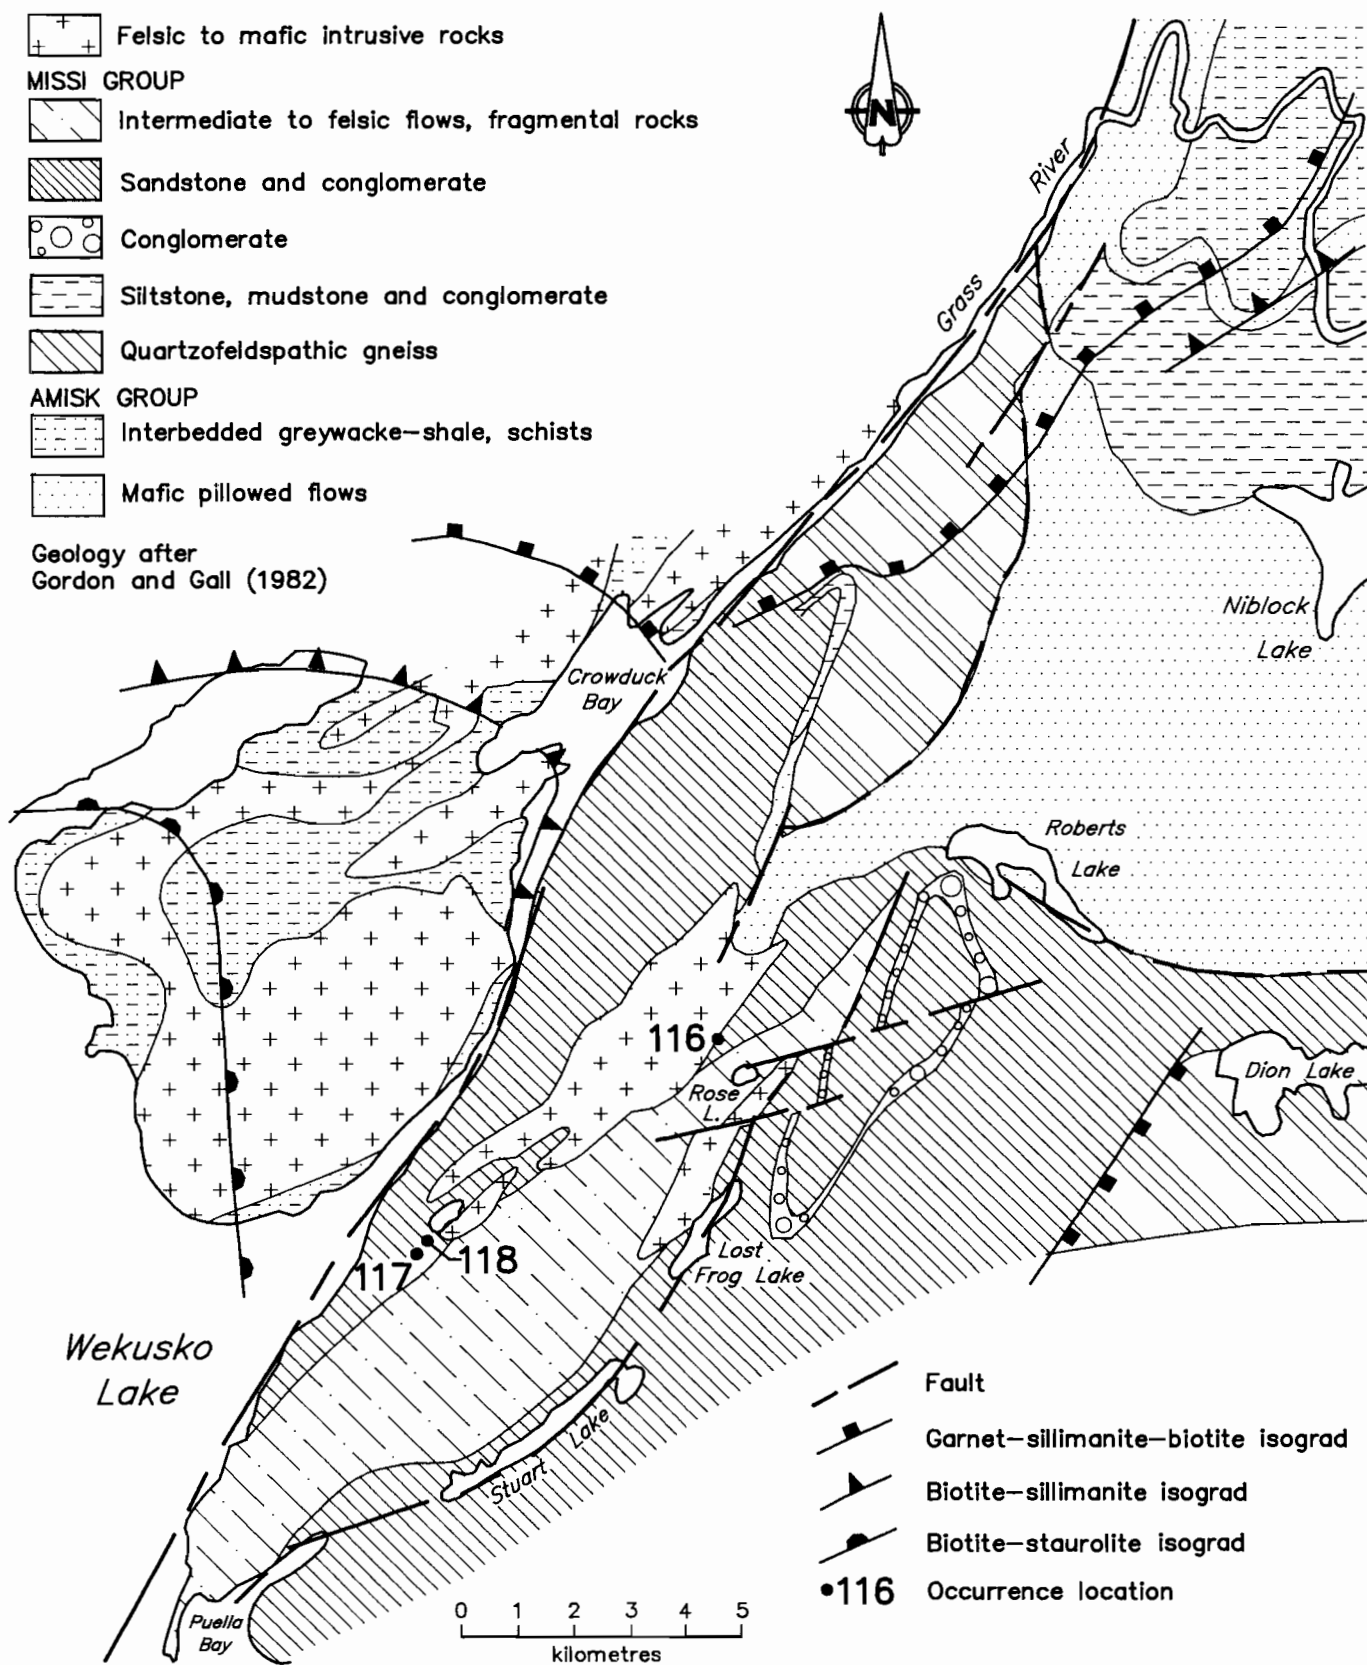 Felsic to mafic intrusive rocks
MISSI GROUP
Intermediate to felsic flows, fragmental rocks
Sandstone and conglomerate
Conglomerate
Siltstone, mudstone and conglomerate
Quartzofeldspathic gneiss
AMISK GROUP
Interbedded greywacke–shale, schists
Mafic pillowed flows
Geology after
Gordon and Gall (1982)
N
River
Grass
Niblock
Lake
Crowduck
Bay
Roberts
Lake
116
Rose
L.
Dion Lake
117
118
Lost
Frog Lake
Wekusko
Lake
Stuart Lake
Puella
Bay
Fault
Garnet–sillimanite–biotite isograd
Biotite–sillimanite isograd
Biotite–staurolite isograd
116 Occurrence location
0 1 2 3 4 5
kilometres